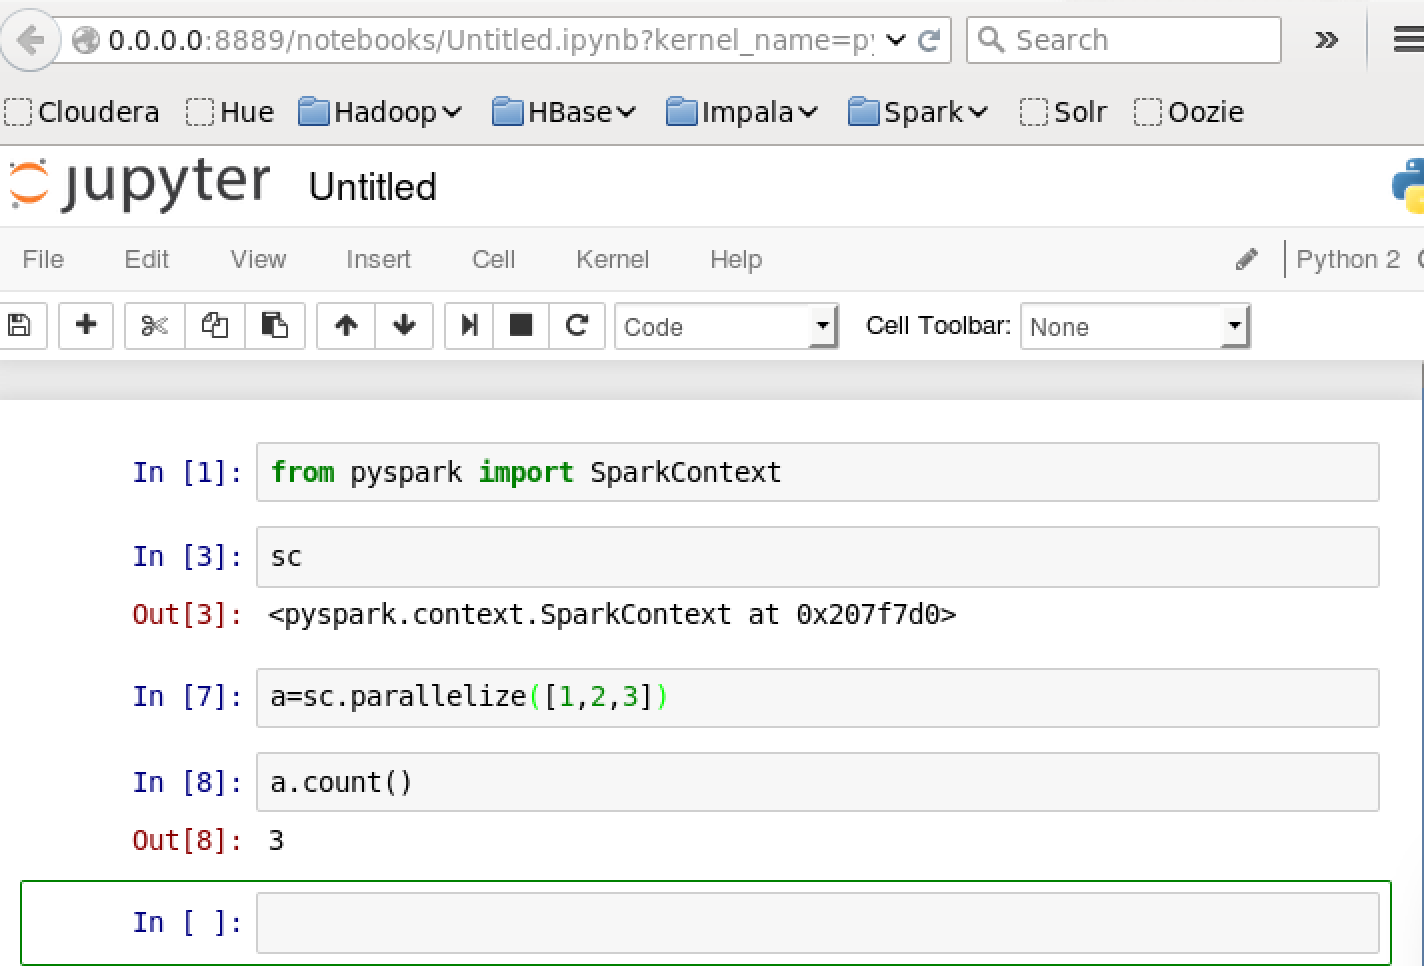 0.0.0.0:8889/notebooks/Untitled.ipynb?kernel_name=py
Search
Cloudera Hue Hadoop HBase Impala Spark Solr Oozie
jupyter Untitled
File Edit View Insert Cell Kernel Help Python 2
Code Cell Toolbar: None
In [1]: from pyspark import SparkContext
In [3]: sc
Out[3]: <pyspark.context.SparkContext at 0x207f7d0>
In [7]: a=sc.parallelize([1,2,3])
In [8]: a.count()
Out[8]: 3
In [ ]: